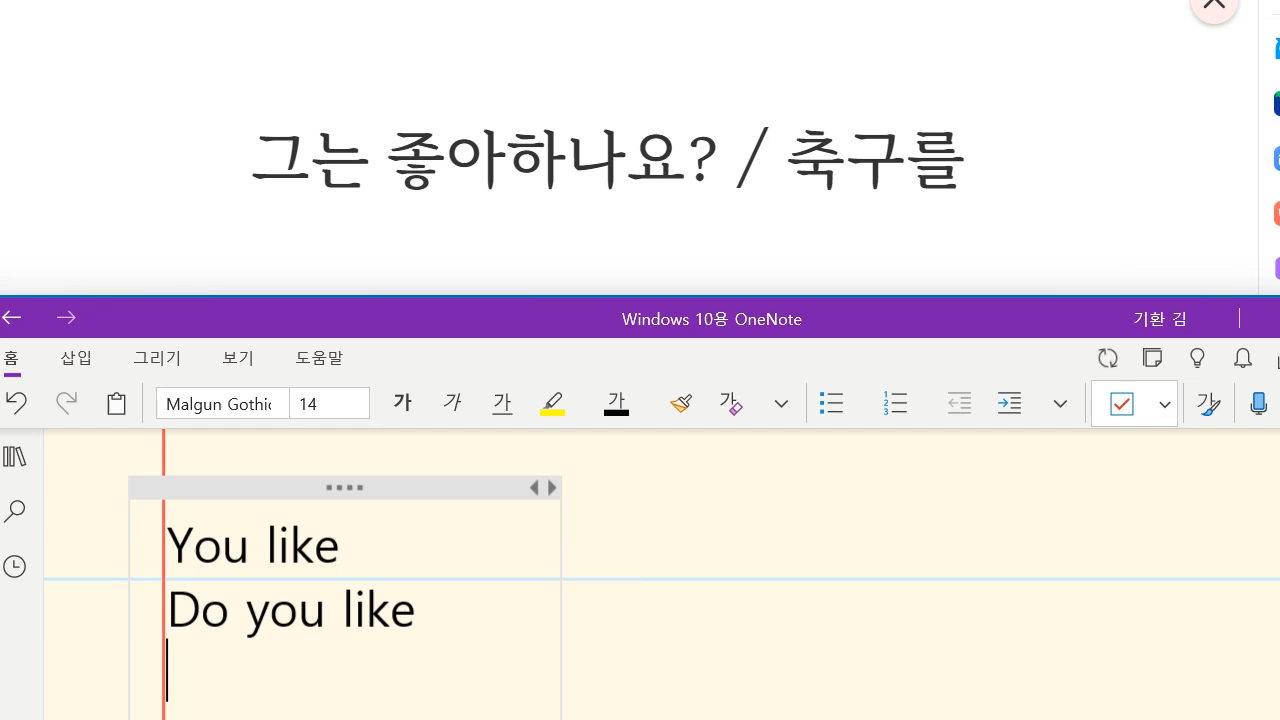 그는 좋아하나요? / 축구를
Windows 10용 OneNote
기환 김
홈 삽입 그리기 보기 도움말
Malgun Gothic 14 가 가 가 가 가 가
You like
Do you like